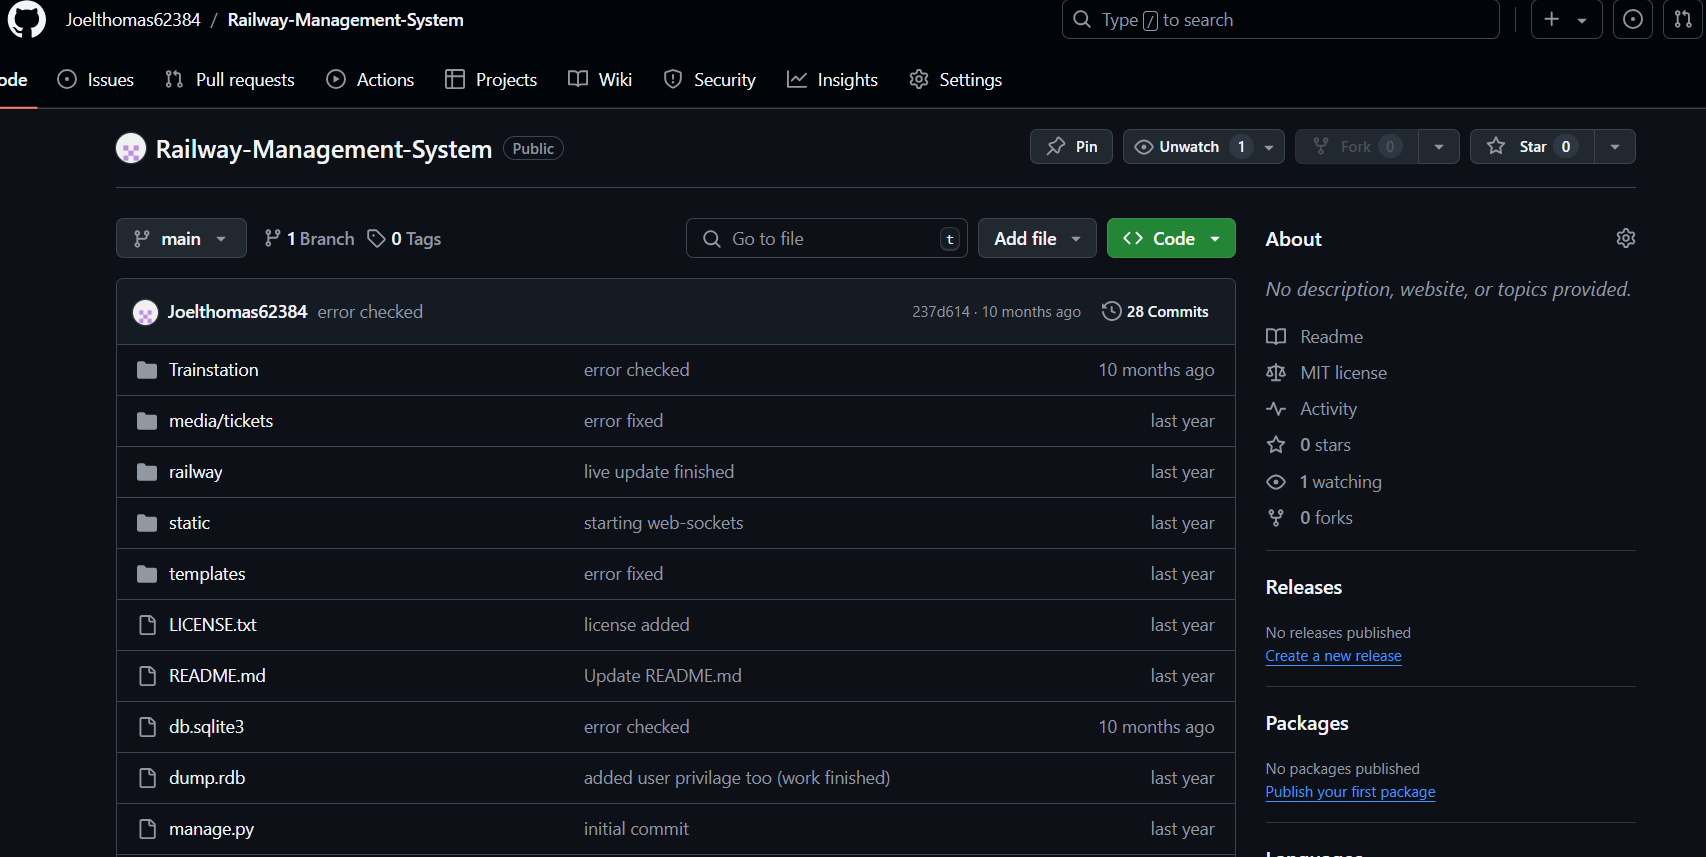 Joelthomas62384 / Railway-Management-System
Type / to search
ode Issues Pull requests Actions Projects Wiki Security Insights Settings
Railway-Management-System Public
Pin Unwatch 1 Fork 0 Star 0
main 1 Branch 0 Tags Go to file t Add file Code
Joelthomas62384 error checked 237d614 · 10 months ago 28 Commits
Trainstation error checked 10 months ago
media/tickets error fixed last year
railway live update finished last year
static starting web-sockets last year
templates error fixed last year
LICENSE.txt license added last year
README.md Update README.md last year
db.sqlite3 error checked 10 months ago
dump.rdb added user privilage too (work finished) last year
manage.py initial commit last year
About
No description, website, or topics provided.
Readme
MIT license
Activity
0 stars
1 watching
0 forks
Releases
No releases published
Create a new release
Packages
No packages published
Publish your first package
Languages